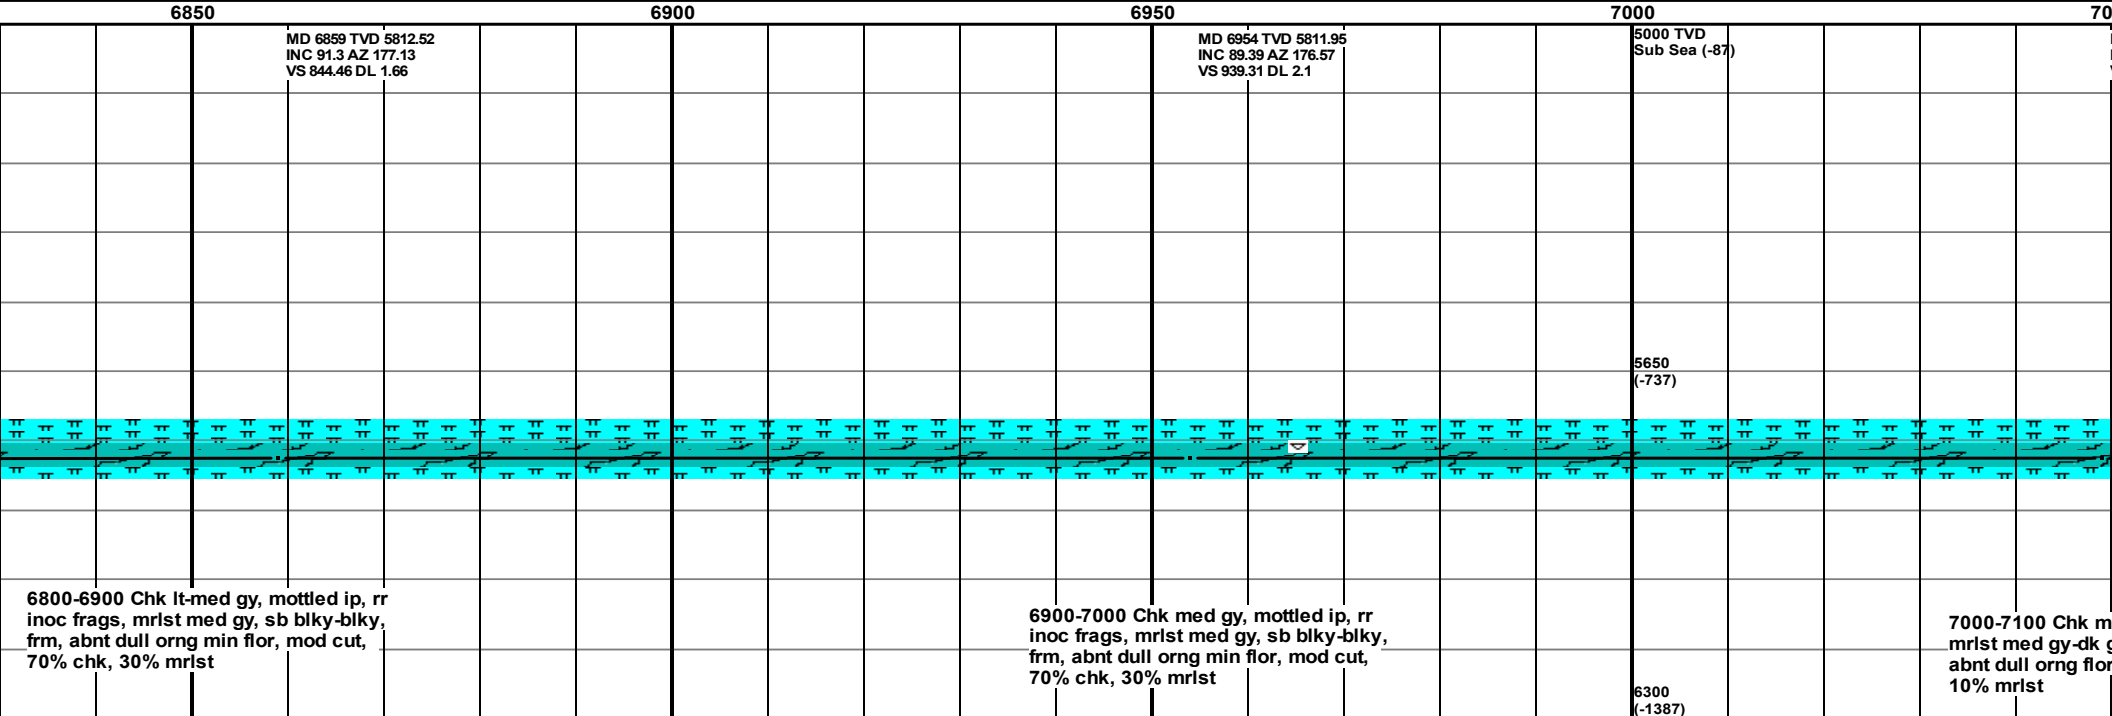 6850 6900 6950 7000 70
MD 6859 TVD 5812.52
INC 91.3 AZ 177.13
VS 844.46 DL 1.66
MD 6954 TVD 5811.95
INC 89.39 AZ 176.57
VS 939.31 DL 2.1
5000 TVD
Sub Sea (-87)
5650
(-737)
6800-6900 Chk lt-med gy, mottled ip, rr
inoc frags, mrlst med gy, sb blky-blky,
frm, abnt dull orng min flor, mod cut,
70% chk, 30% mrlst
6900-7000 Chk med gy, mottled ip, rr
inoc frags, mrlst med gy, sb blky-blky,
frm, abnt dull orng min flor, mod cut,
70% chk, 30% mrlst
7000-7100 Chk m
mrlst med gy-dk g
abnt dull orng flor
10% mrlst
6300
(-1387)